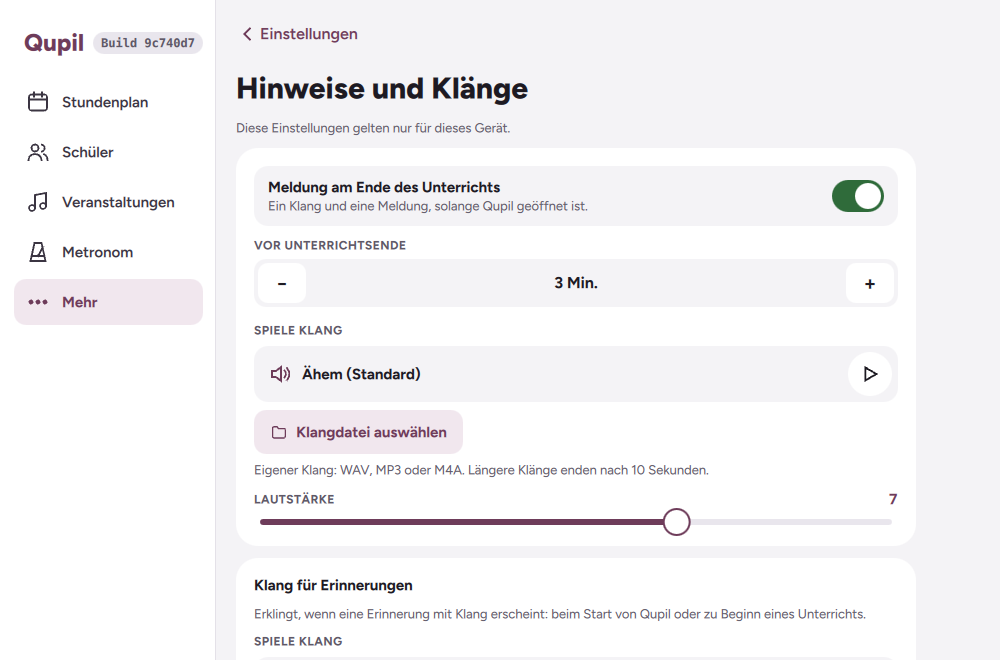 Qupil
Build 9c740d7
Stundenplan
Schüler
Veranstaltungen
Metronom
Mehr
Einstellungen
Hinweise und Klänge
Diese Einstellungen gelten nur für dieses Gerät.
Meldung am Ende des Unterrichts
Ein Klang und eine Meldung, solange Qupil geöffnet ist.
VOR UNTERRICHTSENDE
− 3 Min. +
SPIELE KLANG
Ähem (Standard)
Klangdatei auswählen
Eigener Klang: WAV, MP3 oder M4A. Längere Klänge enden nach 10 Sekunden.
LAUTSTÄRKE 7
Klang für Erinnerungen
Erklingt, wenn eine Erinnerung mit Klang erscheint: beim Start von Qupil oder zu Beginn eines Unterrichts.
SPIELE KLANG